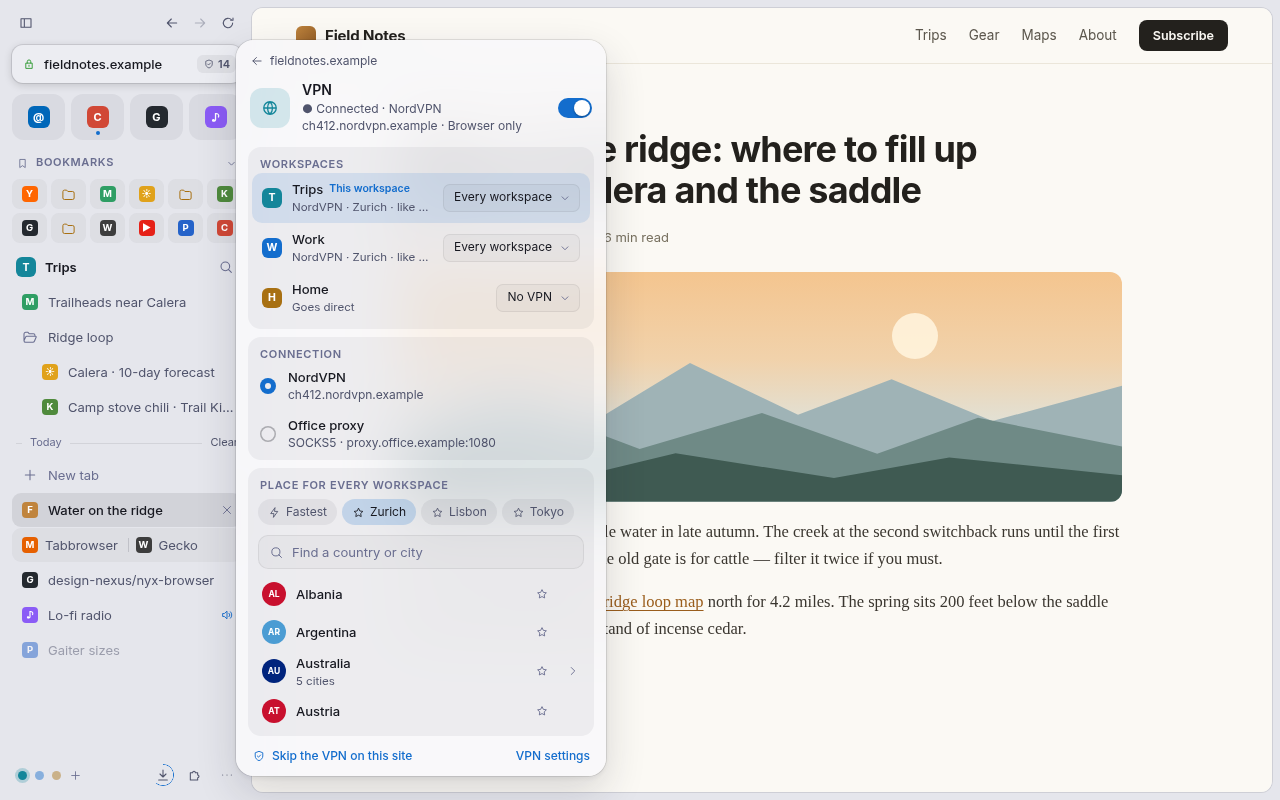 fieldnotes.example
14
@
C
G
BOOKMARKS
Y
M
K
G
W
P
C
T Trips
M Trailheads near Calera
Ridge loop
Calera · 10-day forecast
K Camp stove chili · Trail Ki...
Today
Clear
New tab
F Water on the ridge
M Tabbrowser
W Gecko
G design-nexus/nyx-browser
Lo-fi radio
P Gaiter sizes
fieldnotes.example
VPN
Connected · NordVPN
ch412.nordvpn.example · Browser only
WORKSPACES
T Trips This workspace
NordVPN · Zurich · like ...
Every workspace
W Work
NordVPN · Zurich · like ...
Every workspace
H Home
Goes direct
No VPN
CONNECTION
NordVPN
ch412.nordvpn.example
Office proxy
SOCKS5 · proxy.office.example:1080
PLACE FOR EVERY WORKSPACE
Fastest
Zurich
Lisbon
Tokyo
Find a country or city
AL Albania
AR Argentina
AU Australia
5 cities
AT Austria
Skip the VPN on this site
VPN settings
Field Notes
Trips
Gear
Maps
About
Subscribe
ridge: where to fill up
and the saddle
6 min read
water in late autumn. The creek at the second switchback runs until the first
old gate is for cattle — filter it twice if you must.
ridge loop map north for 4.2 miles. The spring sits 200 feet below the saddle
of incense cedar.